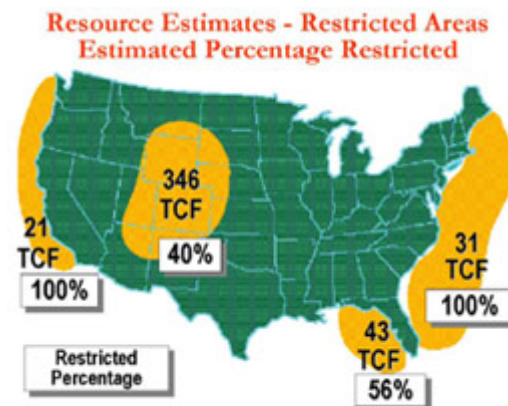 Resource Estimates - Restricted Areas
Estimated Percentage Restricted
346
TCF
40%
21
TCF
100%
31
TCF
100%
43
TCF
56%
Restricted
Percentage